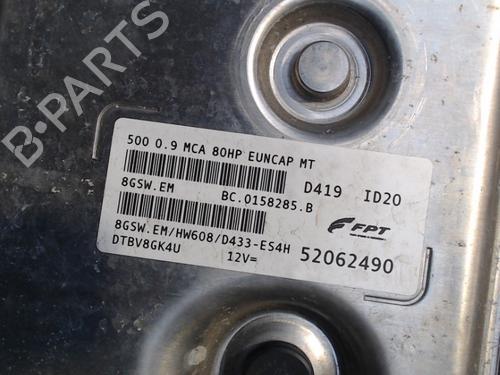 B-PARTS
500 0.9 MCA 80HP EUNCAP MT
D419 ID20
8GSW.EM BC.0158285.B
FPT
8GSW.EM/HW608/D433-ES4H
DTBV8GK4U 12V= 52062490